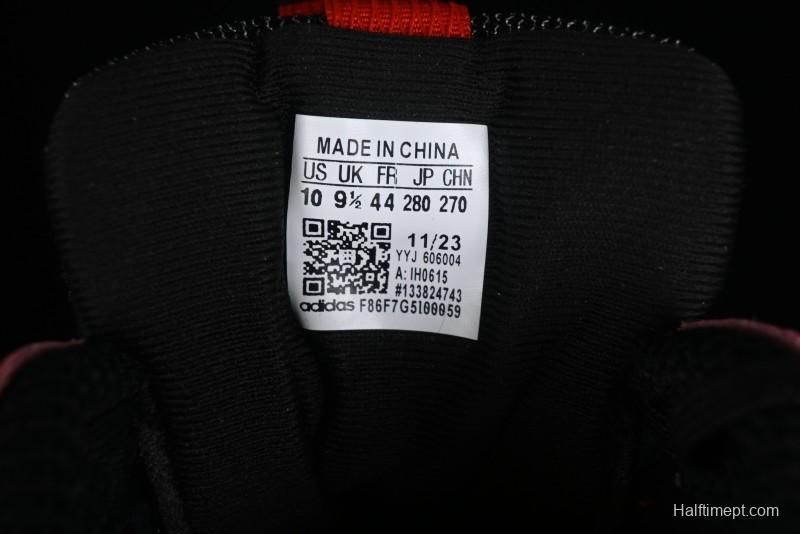 MADE IN CHINA
US UK FR JP CHN
10 9½ 44 280 270
11/23
YYJ 606004
A: IH0615
#133824743
adidas F86F7G5I00059
Halftimept.com